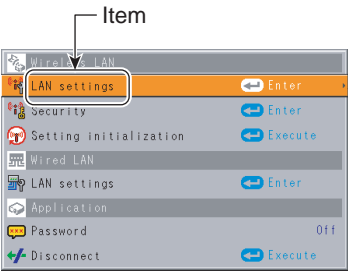 Item
Wireless LAN
LAN settings Enter
Security Enter
Setting initialization Execute
Wired LAN
LAN settings Enter
Application
Password Off
Disconnect Execute